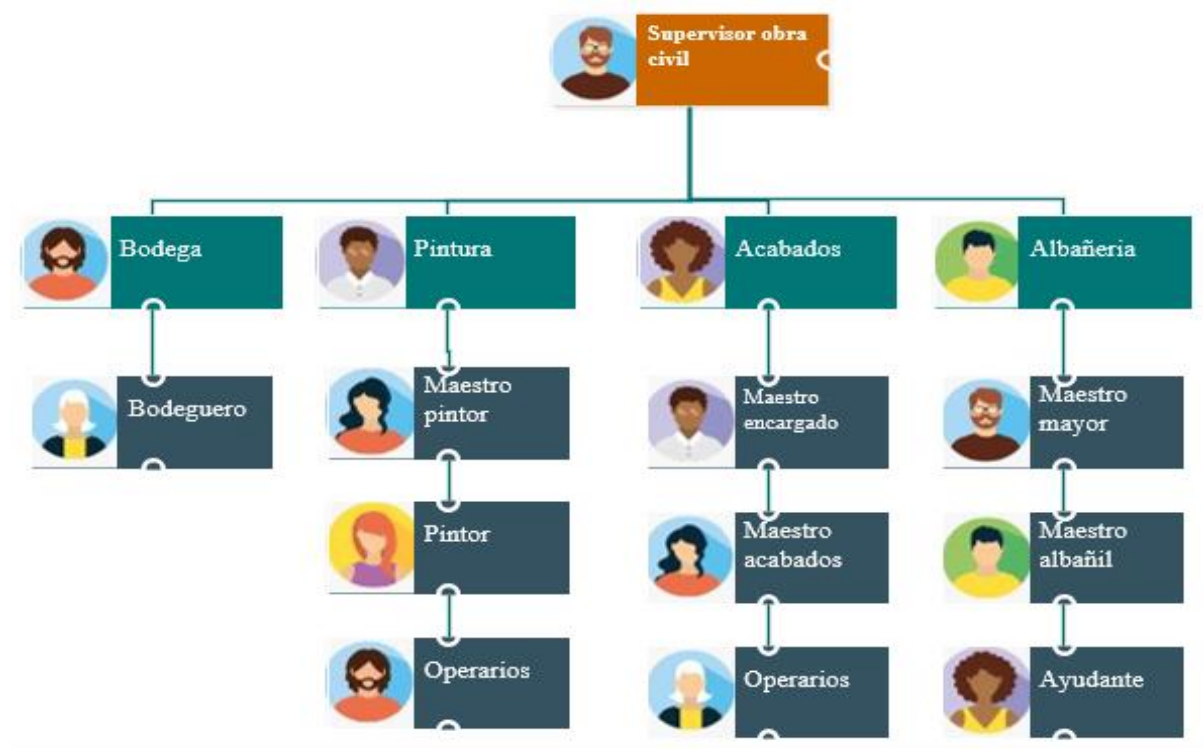 Supervisor obra
civil
Bodega
Pintura
Acabados
Albañeria
Bodeguero
Maestro
pintor
Maestro
encargado
Maestro
mayor
Pintor
Maestro
acabados
Maestro
albañil
Operarios
Operarios
Ayudante